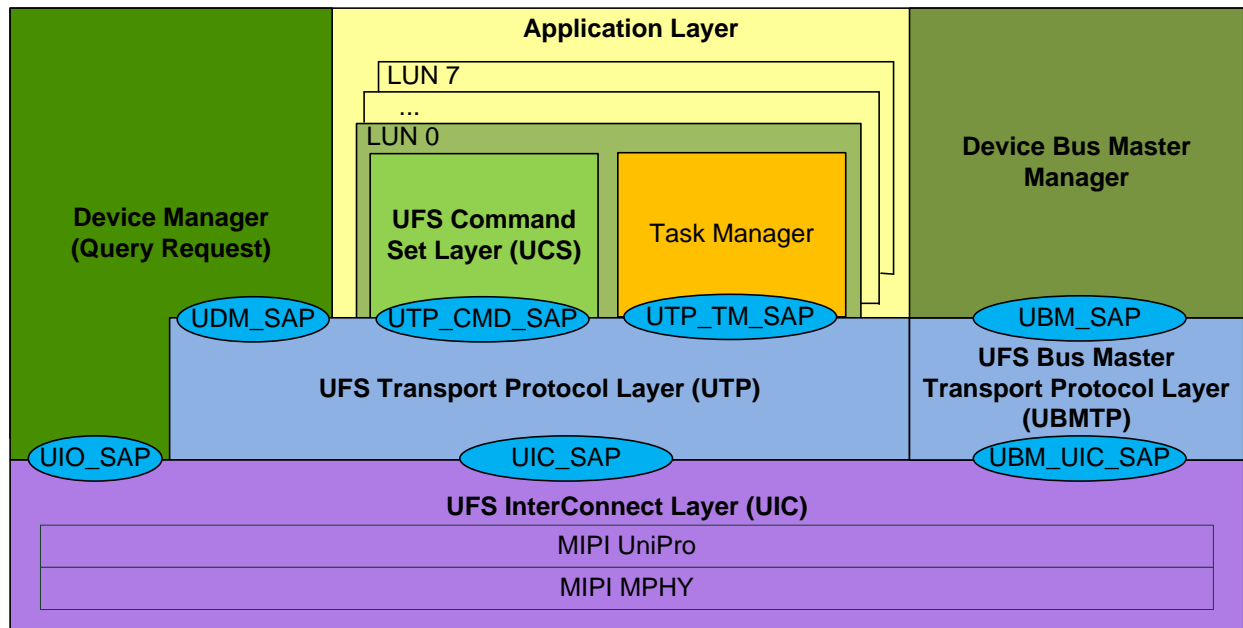 Application Layer
LUN 7
...
LUN 0
Device Manager
(Query Request)
UFS Command
Set Layer (UCS)
Task Manager
Device Bus Master
Manager
UDM_SAP
UTP_CMD_SAP
UTP_TM_SAP
UBM_SAP
UFS Transport Protocol Layer (UTP)
UFS Bus Master
Transport Protocol Layer
(UBMTP)
UIO_SAP
UIC_SAP
UBM_UIC_SAP
UFS InterConnect Layer (UIC)
MIPI UniPro
MIPI MPHY